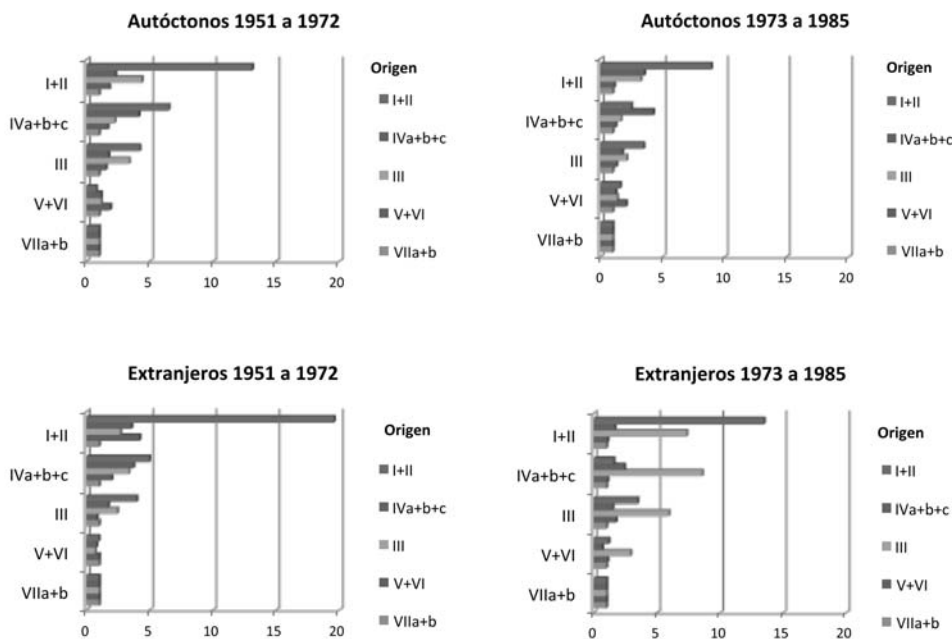 Autóctonos 1951 a 1972
I+II
IVa+b+c
III
V+VI
VIIa+b
0 5 10 15 20
Origen
I+II
IVa+b+c
III
V+VI
VIIa+b
Autóctonos 1973 a 1985
I+II
IVa+b+c
III
V+VI
VIIa+b
0 5 10 15 20
Origen
I+II
IVa+b+c
III
V+VI
VIIa+b
Extranjeros 1951 a 1972
I+II
IVa+b+c
III
V+VI
VIIa+b
0 5 10 15 20
Origen
I+II
IVa+b+c
III
V+VI
VIIa+b
Extranjeros 1973 a 1985
I+II
IVa+b+c
III
V+VI
VIIa+b
0 5 10 15 20
Origen
I+II
IVa+b+c
III
V+VI
VIIa+b